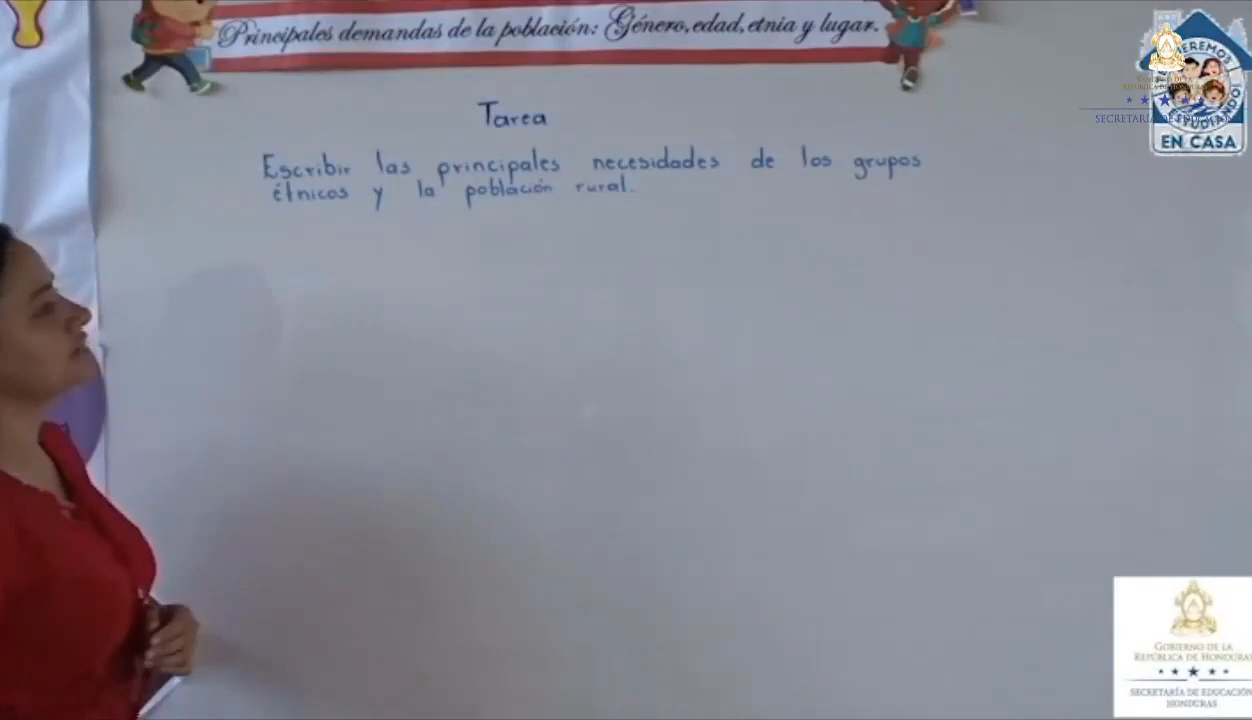 Principales demandas de la población: Género, edad, etnia y lugar.
Tarea
Escribir las principales necesidades de los grupos
étnicos y la población rural.
EN CASA
GOBIERNO DE LA
REPÚBLICA DE HONDURAS
SECRETARÍA DE EDUCACIÓN
HONDURAS